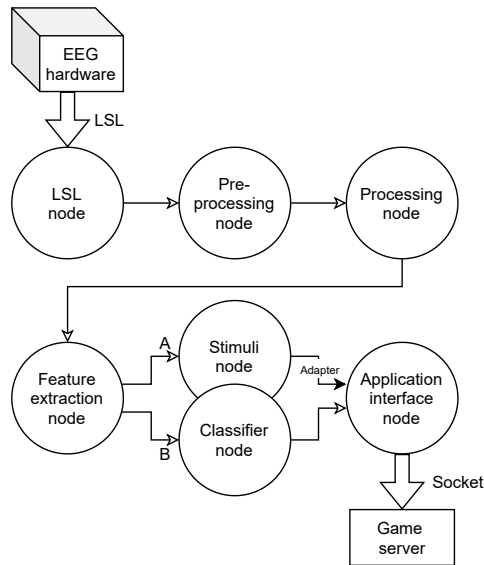 EEG
hardware
LSL
LSL
node
Pre-
processing
node
Processing
node
Feature
extraction
node
A
B
Stimuli
node
Classifier
node
Adapter
Application
interface
node
Socket
Game
server